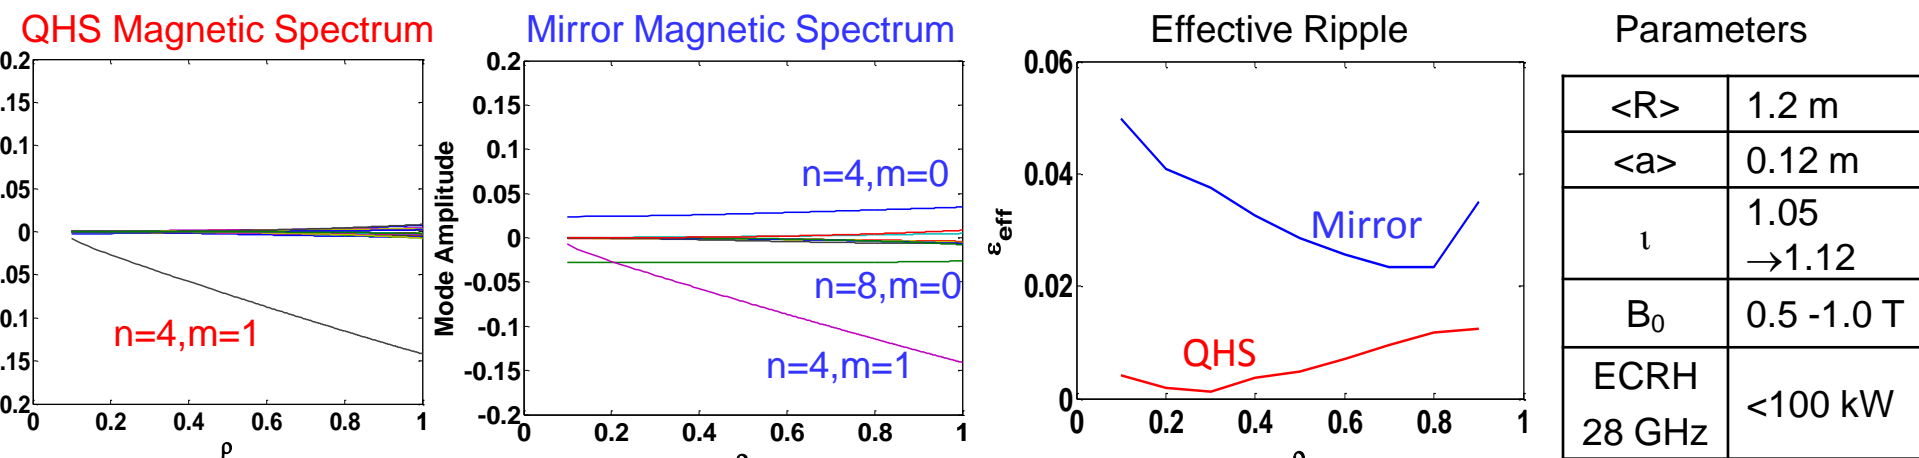 QHS Magnetic Spectrum
0.2
.15
0.1
.05
0
.05
0.1
.15
0.2
0 0.2 0.4 0.6 0.8 1
ρ
n=4,m=1
Mirror Magnetic Spectrum
Mode Amplitude
0.2
0.15
0.1
0.05
0
-0.05
-0.1
-0.15
-0.2
0 0.2 0.4 0.6 0.8 1
n=4,m=0
n=8,m=0
n=4,m=1
Effective Ripple
εeff
0.06
0.04
0.02
0
0 0.2 0.4 0.6 0.8 1
Mirror
QHS
Parameters
<R> 1.2 m
<a> 0.12 m
ι 1.05
→1.12
B₀ 0.5 -1.0 T
ECRH
28 GHz
<100 kW